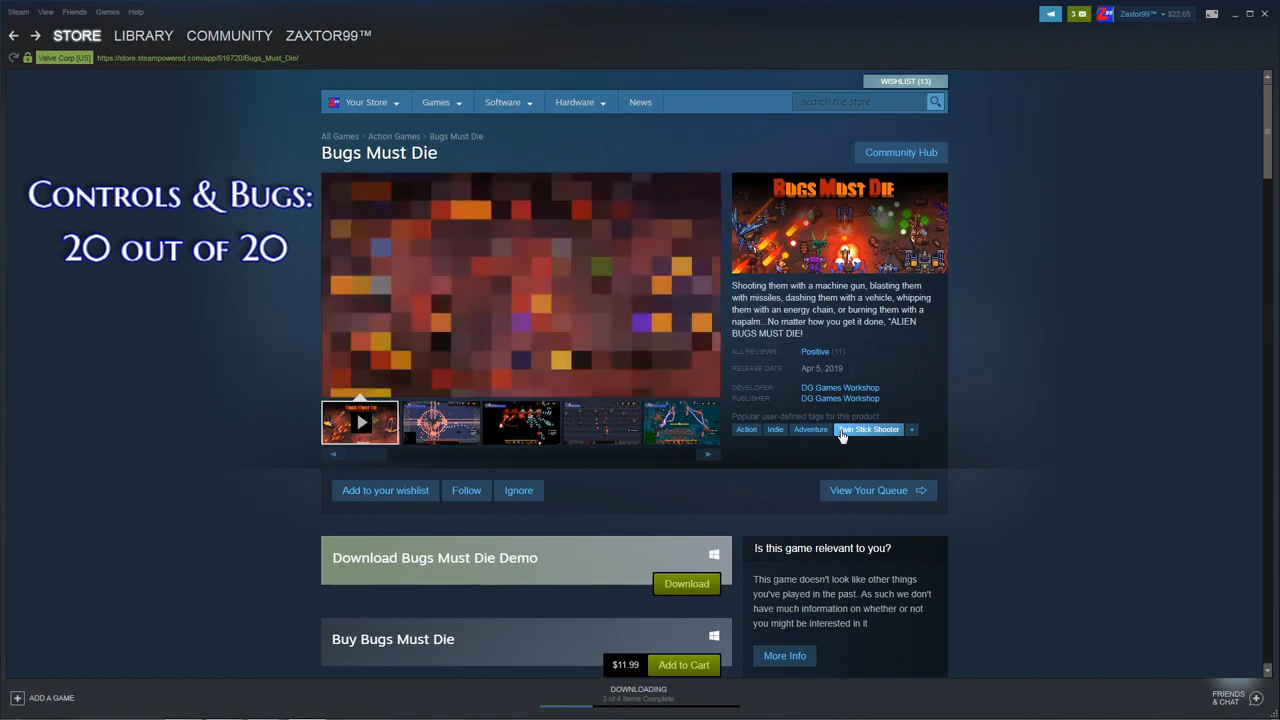 Steam View Friends Games Help
3 Zaxtor99™ $22.65
STORE LIBRARY COMMUNITY ZAXTOR99™
Valve Corp [US] https://store.steampowered.com/app/816720/Bugs_Must_Die/
WISHLIST (13)
Your Store Games Software Hardware News search the store
All Games > Action Games > Bugs Must Die
Bugs Must Die
Community Hub
CONTROLS & BUGS:
20 OUT OF 20
BUGS MUST DIE
Shooting them with a machine gun, blasting them
with missiles, dashing them with a vehicle, whipping
them with an energy chain, or burning them with a
napalm...No matter how you get it done, "ALIEN
BUGS MUST DIE!
ALL REVIEWS: Positive (11)
RELEASE DATE: Apr 5, 2019
DEVELOPER: DG Games Workshop
PUBLISHER: DG Games Workshop
Popular user-defined tags for this product:
Action Indie Adventure Twin Stick Shooter +
BUGS MUST DIE
Add to your wishlist Follow Ignore View Your Queue
Download Bugs Must Die Demo
Download
Buy Bugs Must Die
$11.99 Add to Cart
Is this game relevant to you?
This game doesn't look like other things
you've played in the past. As such we don't
have much information on whether or not
you might be interested in it
More Info
+ ADD A GAME
DOWNLOADING
3 of 4 Items Complete
FRIENDS
& CHAT